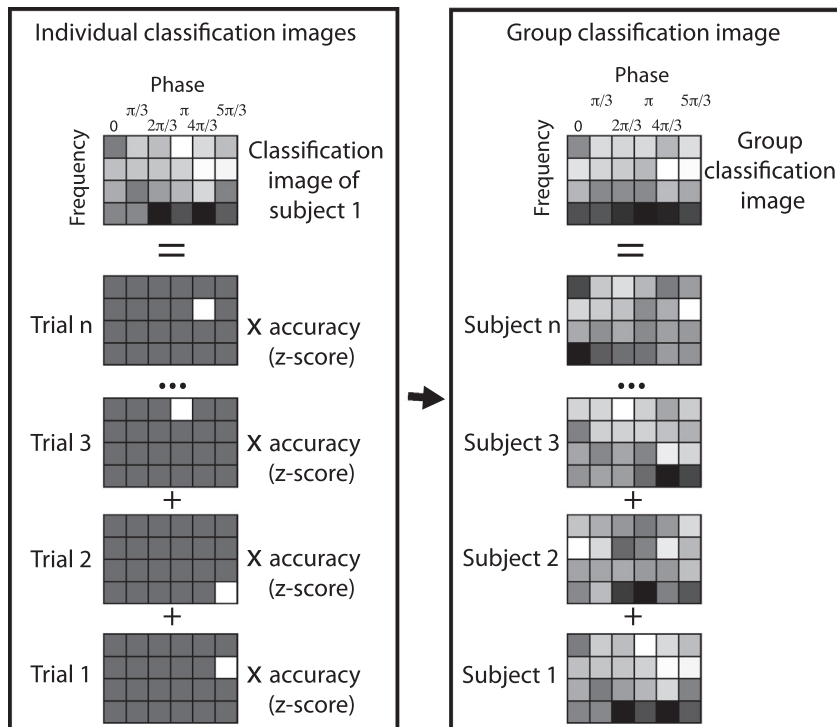 Individual classification images
Phase
π/3 π 5π/3
0 2π/3 4π/3
Frequency
Classification
image of
subject 1
=
Trial n
X accuracy
(z-score)
...
Trial 3
X accuracy
(z-score)
+
Trial 2
X accuracy
(z-score)
+
Trial 1
X accuracy
(z-score)
Group classification image
Phase
π/3 π 5π/3
0 2π/3 4π/3
Frequency
Group
classification
image
=
Subject n
...
Subject 3
+
Subject 2
+
Subject 1